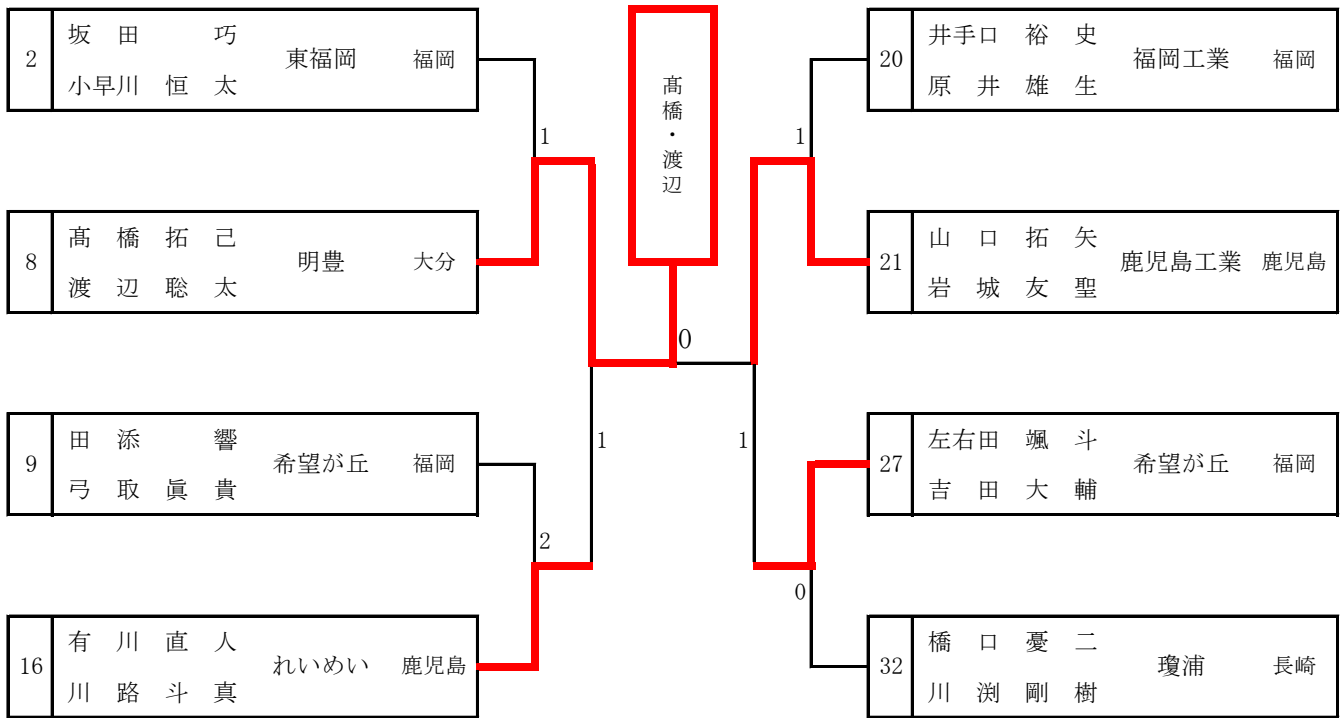 坂田 巧
2 東福岡 福岡
小早川 恒太
髙橋拓己
8 明豊 大分
渡辺聡太
田添 響
9 希望が丘 福岡
弓取眞貴
有川直人
16 れいめい 鹿児島
川路斗真
1
2
1
髙橋・渡辺
0
1
1
0
井手口 裕史
20 福岡工業 福岡
原井雄生
山口拓矢
21 鹿児島工業 鹿児島
岩城友聖
左右田 颯斗
27 希望が丘 福岡
吉田大輔
橋口憂二
32 瓊浦 長崎
川渕剛樹